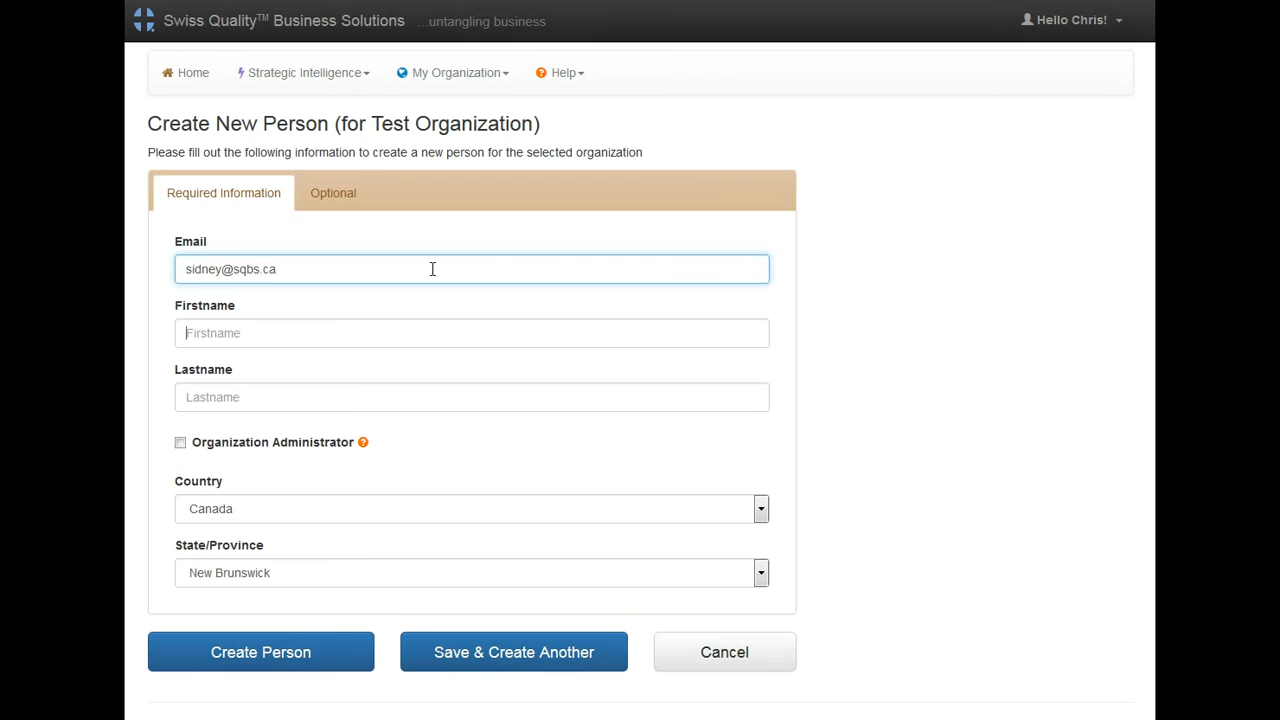 Swiss Quality™ Business Solutions ...untangling business Hello Chris!
Home Strategic Intelligence My Organization Help
Create New Person (for Test Organization)
Please fill out the following information to create a new person for the selected organization
Required Information Optional
Email
sidney@sqbs.ca
Firstname
Firstname
Lastname
Lastname
Organization Administrator ?
Country
Canada
State/Province
New Brunswick
Create Person Save & Create Another Cancel